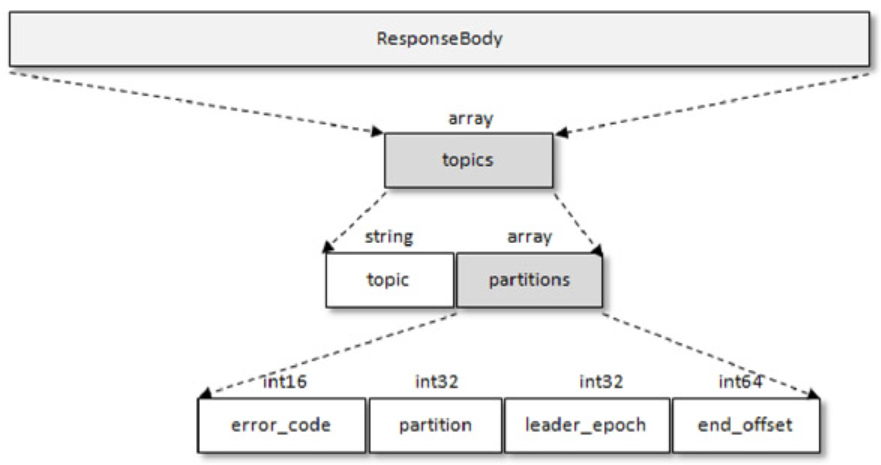 ResponseBody
array
topics
string array
topic partitions
int16 int32 int32 int64
error_code partition leader_epoch end_offset